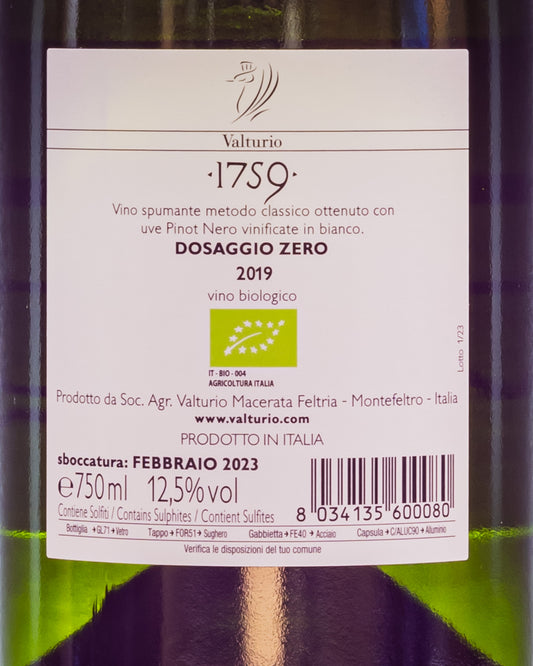 Valturio
·1759·
Vino spumante metodo classico ottenuto con
uve Pinot Nero vinificate in bianco.
DOSAGGIO ZERO
2019
vino biologico
IT - BIO - 004
AGRICOLTURA ITALIA
Lotto 1/23
Prodotto da Soc. Agr. Valturio Macerata Feltria - Montefeltro - Italia
www.valturio.com
PRODOTTO IN ITALIA
sboccatura: FEBBRAIO 2023
℮750ml 12,5%vol
Contiene Solfiti / Contains Sulphites / Contient Sulfites
8 034135 600080
Bottiglia →GL71→Vetro Tappo→FOR51→Sughero Gabbietta→FE40→Acciaio Capsula→C/ALUC90→Alluminio
Verifica le disposizioni del tuo comune